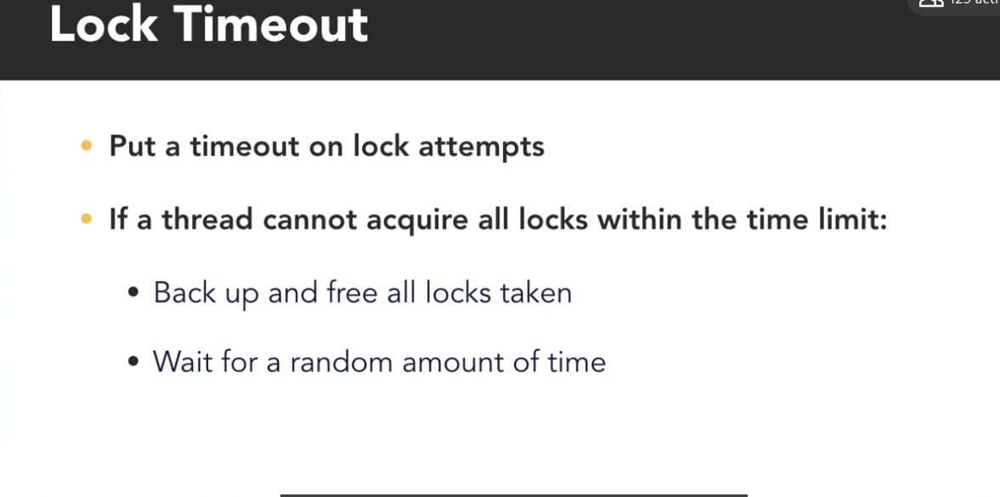 Lock Timeout
Put a timeout on lock attempts
If a thread cannot acquire all locks within the time limit:
Back up and free all locks taken
Wait for a random amount of time